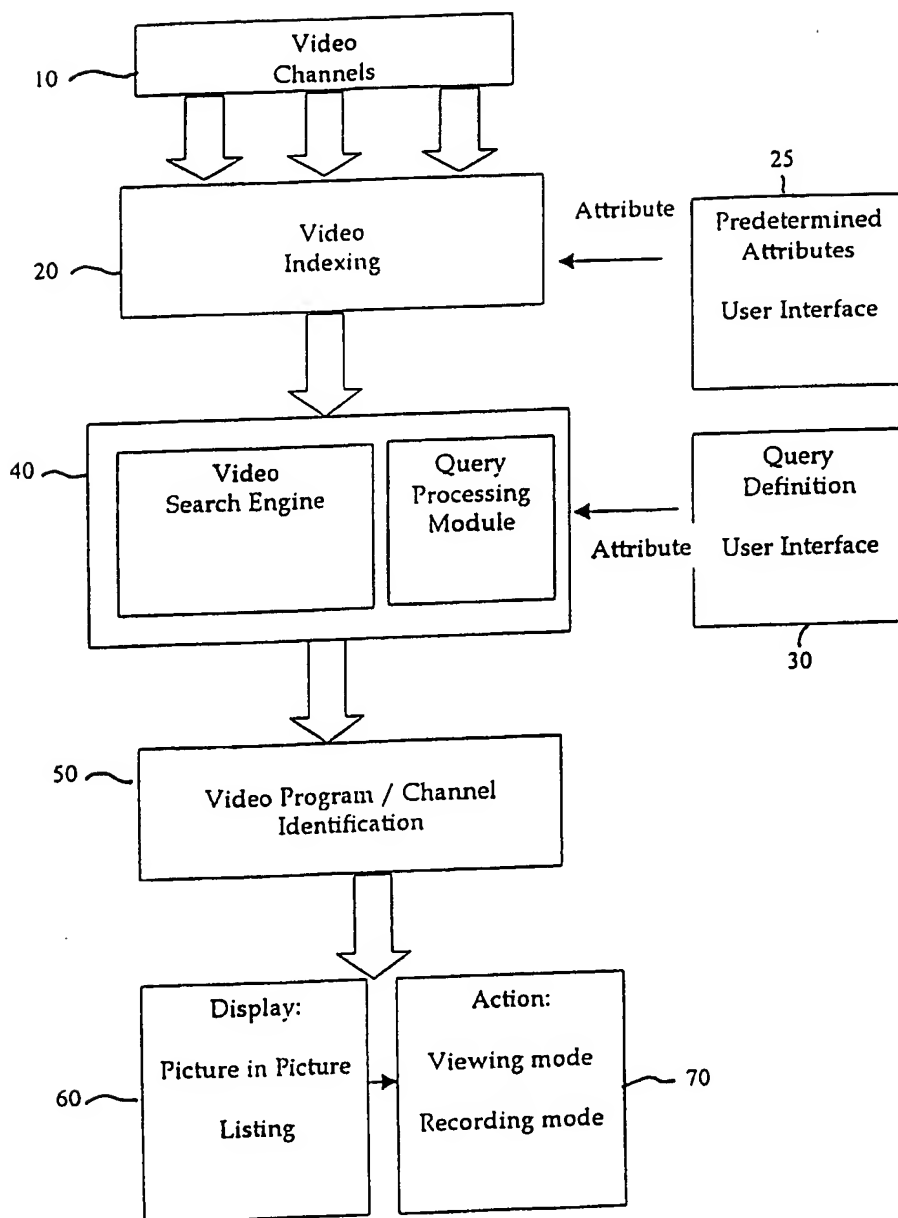 Video
Channels
10
25
Attribute
Predetermined
Attributes
User Interface
Video
Indexing
20
40
Video
Search Engine
Query
Processing
Module
Attribute
Query
Definition
User Interface
30
50
Video Program / Channel
Identification
Display:
Picture in Picture
Listing
60
Action:
Viewing mode
Recording mode
70